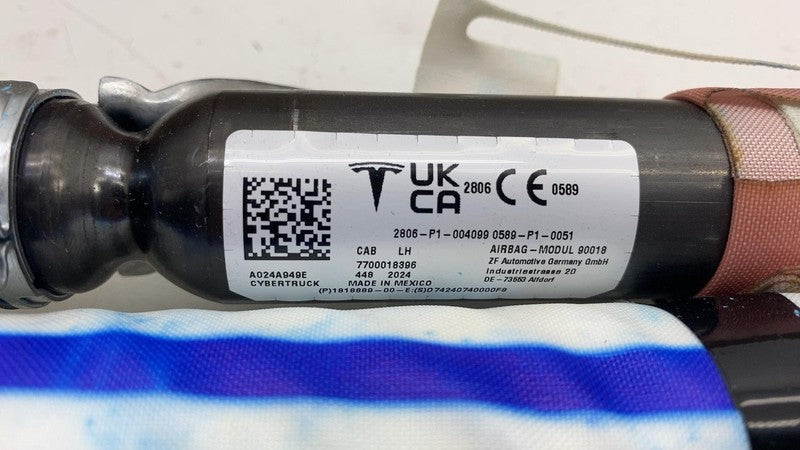 UK
CA
2806 CE 0589
2806-P1-004099 0589-P1-0051
CAB LH
7700018396
448 2024
MADE IN MEXICO
AIRBAG-MODUL 90018
ZF Automotive Germany GmbH
Industriestrasse 20
DE-73553 Alfdorf
A024A949E
CYBERTRUCK
(P)1918889-00-E:(S)D74240740000F8